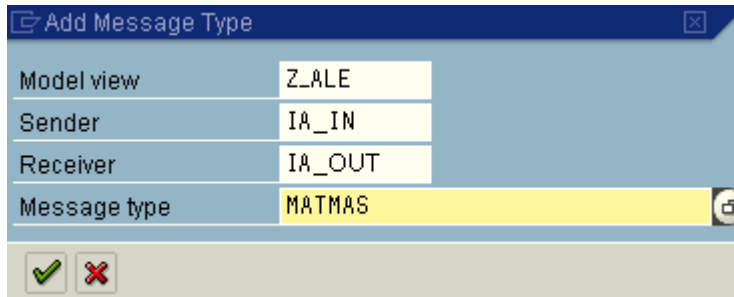 Add Message Type
Model view Z_ALE
Sender IA_IN
Receiver IA_OUT
Message type MATMAS